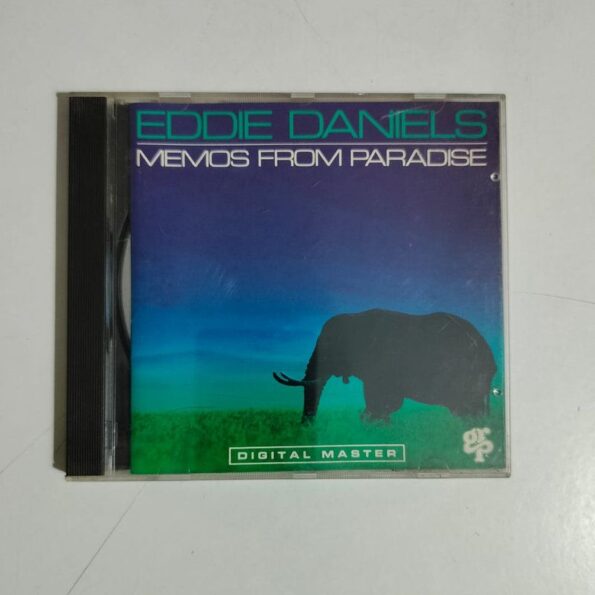 EDDIE DANIELS
MEMOS FROM PARADISE
DIGITAL MASTER
grp